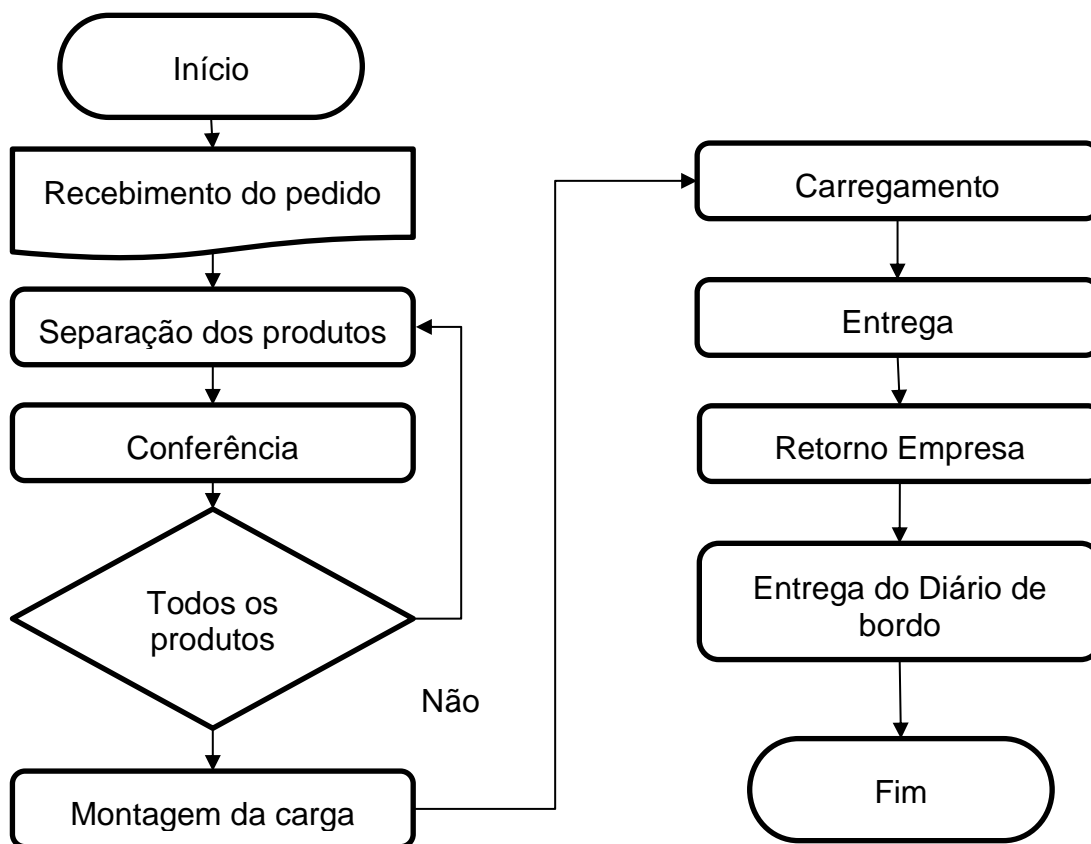 Início
Recebimento do pedido
Separação dos produtos
Conferência
Todos os
produtos
Não
Montagem da carga
Carregamento
Entrega
Retorno Empresa
Entrega do Diário de
bordo
Fim